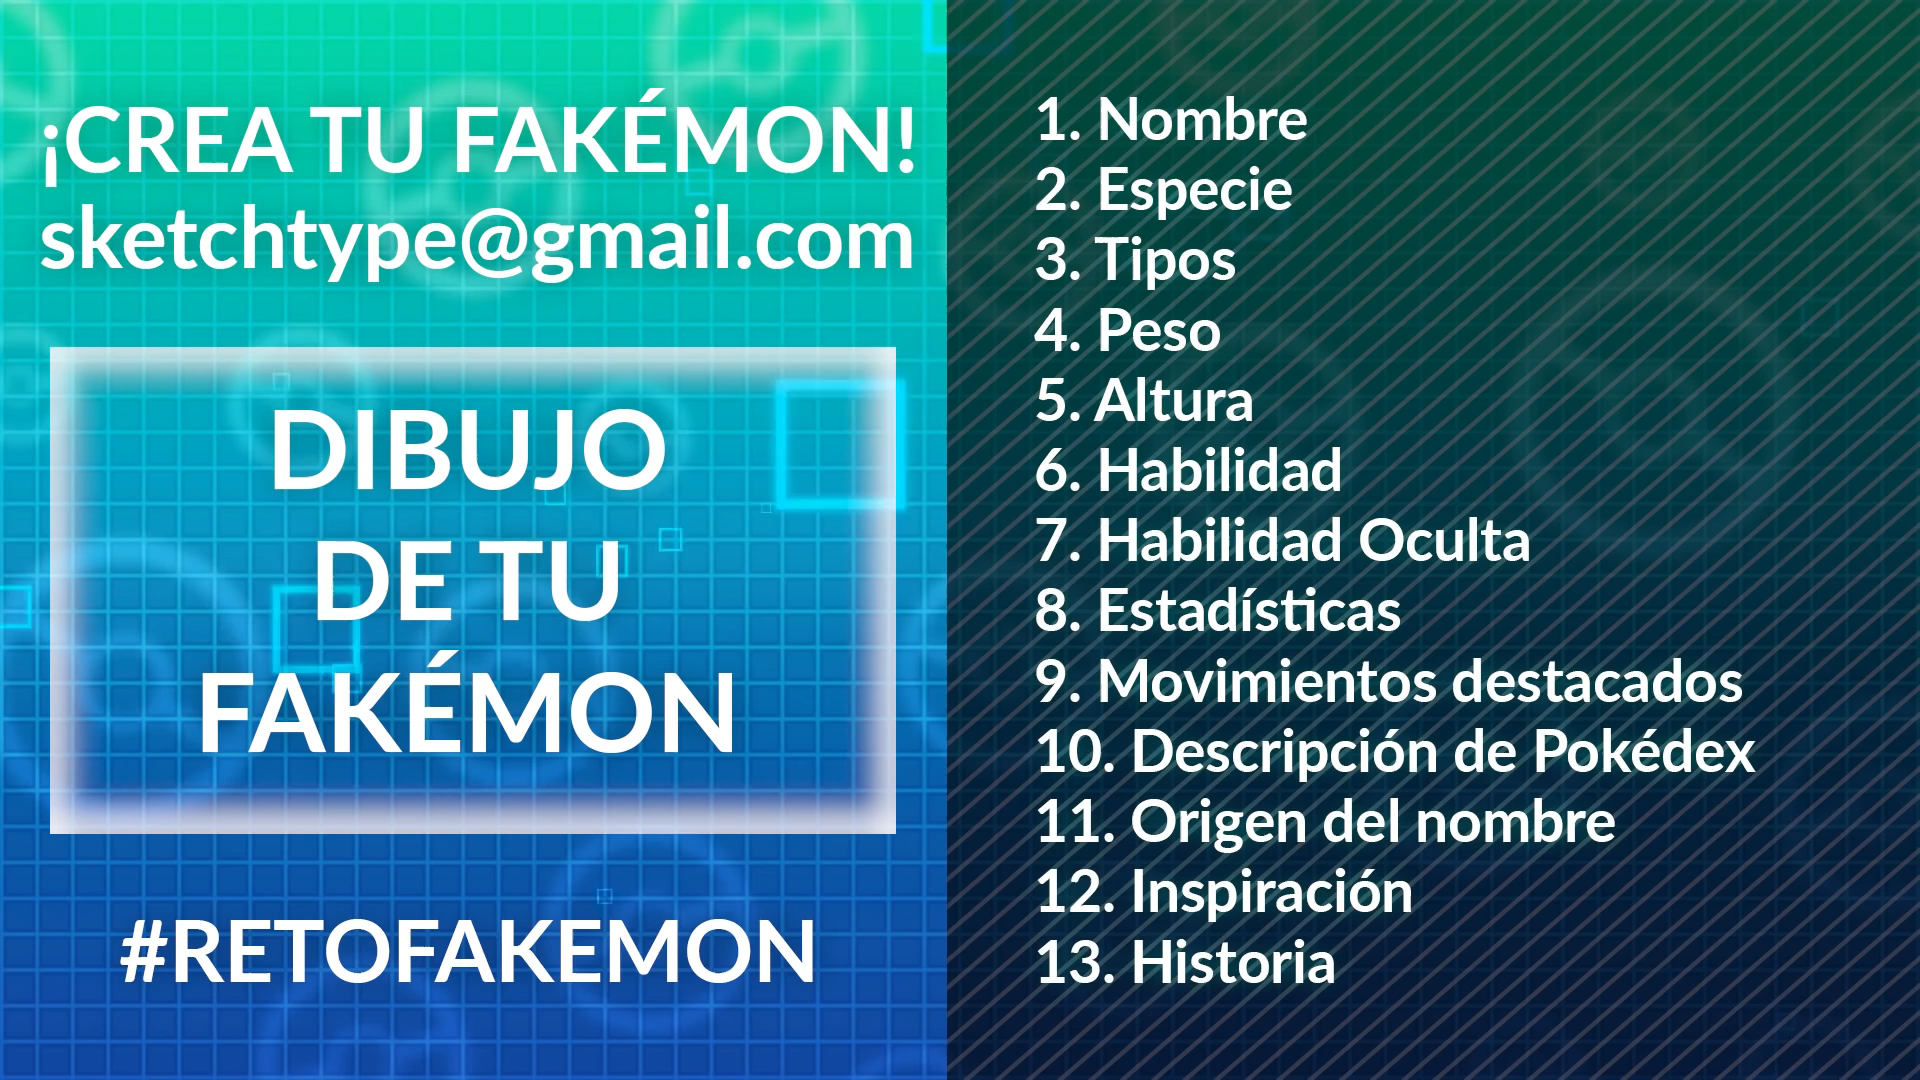 ¡CREA TU FAKÉMON!
sketchtype@gmail.com
DIBUJO
DE TU
FAKÉMON
#RETOFAKEMON
1. Nombre
2. Especie
3. Tipos
4. Peso
5. Altura
6. Habilidad
7. Habilidad Oculta
8. Estadísticas
9. Movimientos destacados
10. Descripción de Pokédex
11. Origen del nombre
12. Inspiración
13. Historia